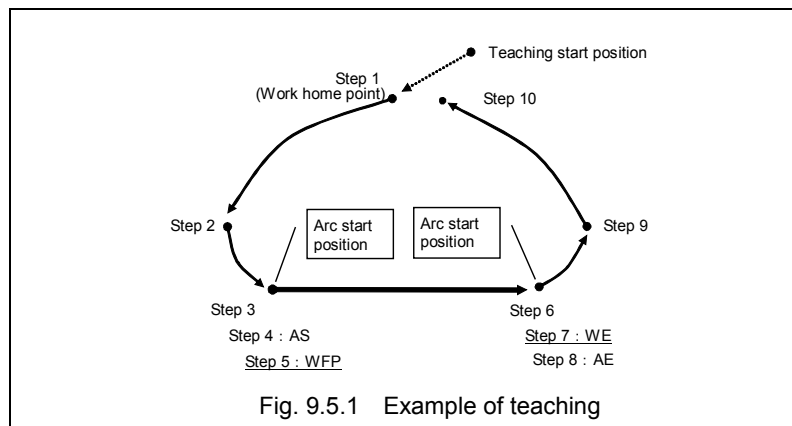 Teaching start position
Step 1
(Work home point)
Step 10
Step 2
Arc start
position
Arc start
position
Step 9
Step 3
Step 6
Step 4 : AS
Step 7 : WE
Step 5 : WFP
Step 8 : AE
Fig. 9.5.1 Example of teaching